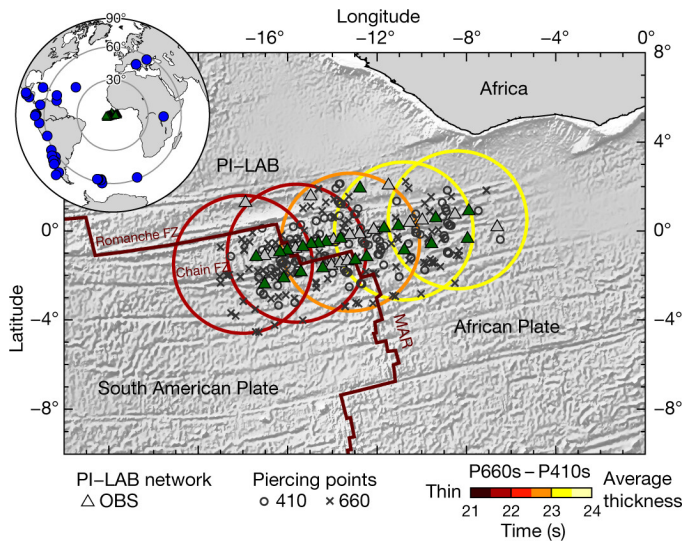 Longitude
90°
60°
30°
−16°
−12°
−8°
−4°
0
8°
Africa
4°
4°
PI−LAB
Romanche FZ
0°
0°
Chain FZ
Latitude
−4°
−4°
MAR
African Plate
South American Plate
−8°
−8°
PI−LAB network
Piercing points
P660s−P410s
△ OBS
○ 410
× 660
Thin
Average
thickness
21
22
23
24
Time (s)